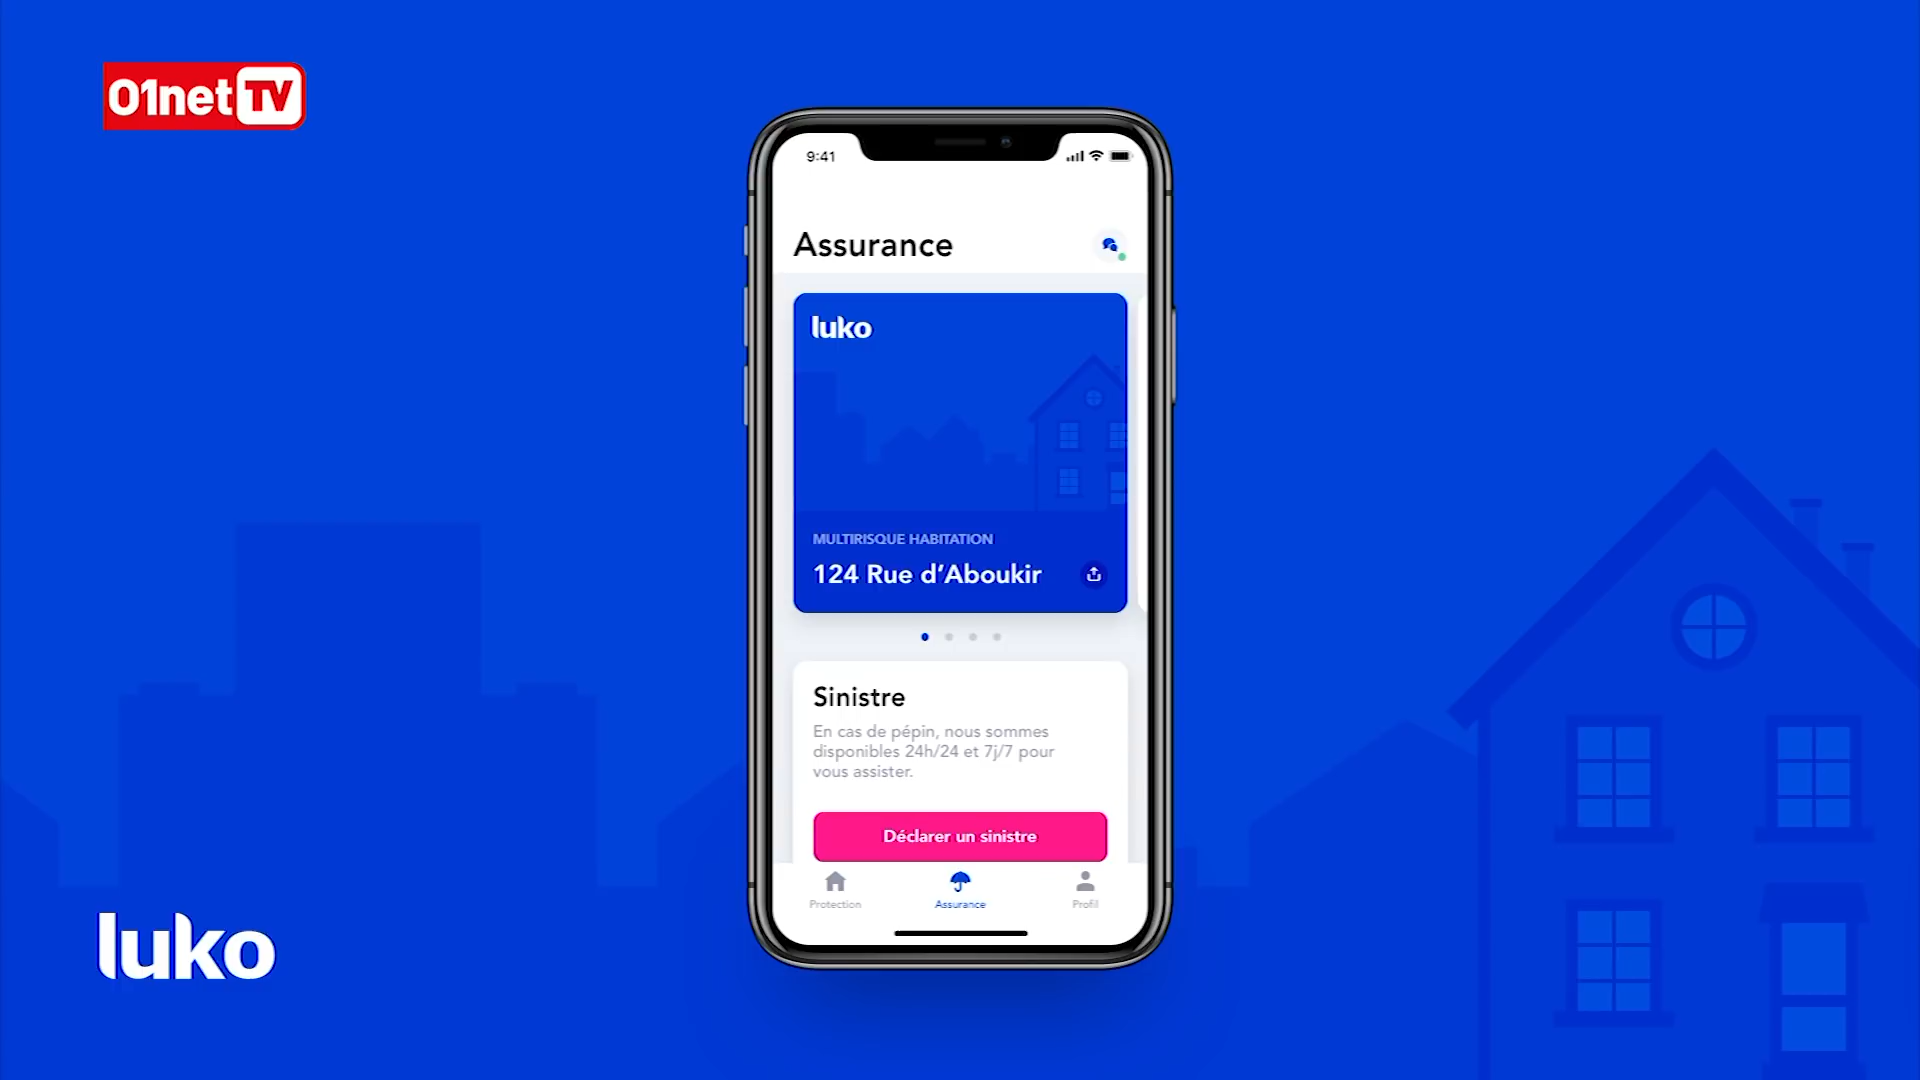 01net TV
9:41
Assurance
luko
MULTIRISQUE HABITATION
124 Rue d’Aboukir
Sinistre
En cas de pépin, nous sommes
disponibles 24h/24 et 7j/7 pour
vous assister.
Déclarer un sinistre
Protection
Assurance
Profil
luko